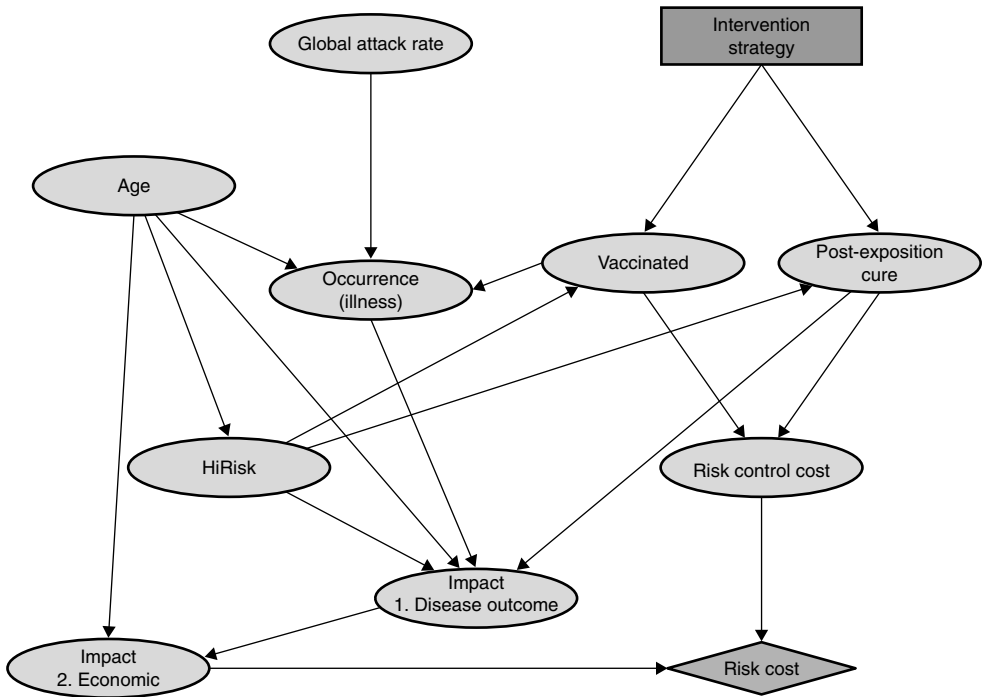 Global attack rate
Intervention
strategy
Age
Occurrence
(illness)
Vaccinated
Post-exposition
cure
HiRisk
Risk control cost
Impact
1. Disease outcome
Impact
2. Economic
Risk cost